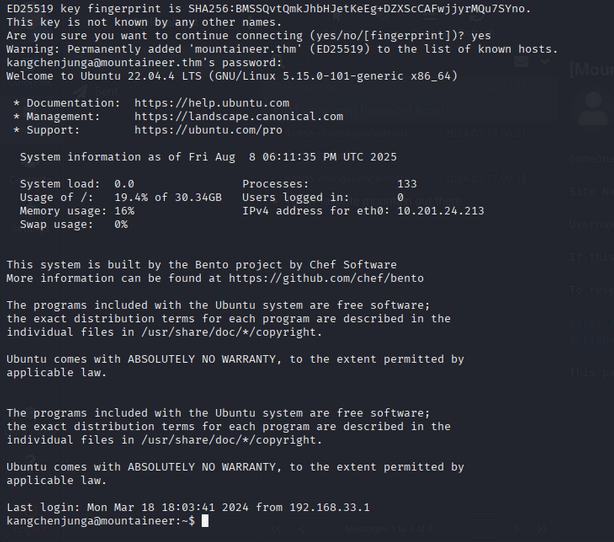 ED25519 key fingerprint is SHA256:BMSSQvtQmkJhbHJetKeEg+DZXScCAFwjjyrMQu7SYno.
This key is not known by any other names.
Are you sure you want to continue connecting (yes/no/[fingerprint])? yes
Warning: Permanently added 'mountaineer.thm' (ED25519) to the list of known hosts.
kangchenjunga@mountaineer.thm's password:
Welcome to Ubuntu 22.04.4 LTS (GNU/Linux 5.15.0-101-generic x86_64)
* Documentation: https://help.ubuntu.com
* Management: https://landscape.canonical.com
* Support: https://ubuntu.com/pro
System information as of Fri Aug 8 06:11:35 PM UTC 2025
System load: 0.0 Processes: 133
Usage of /: 19.4% of 30.34GB Users logged in: 0
Memory usage: 16% IPv4 address for eth0: 10.201.24.213
Swap usage: 0%
This system is built by the Bento project by Chef Software
More information can be found at https://github.com/chef/bento
The programs included with the Ubuntu system are free software;
the exact distribution terms for each program are described in the
individual files in /usr/share/doc/*/copyright.
Ubuntu comes with ABSOLUTELY NO WARRANTY, to the extent permitted by
applicable law.
The programs included with the Ubuntu system are free software;
the exact distribution terms for each program are described in the
individual files in /usr/share/doc/*/copyright.
Ubuntu comes with ABSOLUTELY NO WARRANTY, to the extent permitted by
applicable law.
Last login: Mon Mar 18 18:03:41 2024 from 192.168.33.1
kangchenjunga@mountaineer:~$